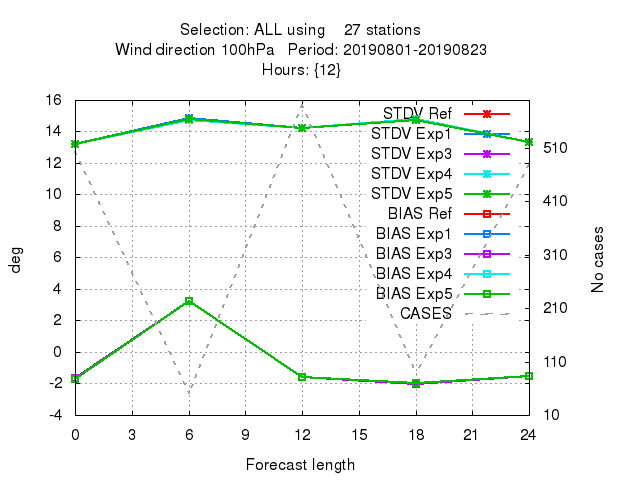 Selection: ALL using 27 stations
Wind direction 100hPa Period: 20190801-20190823
Hours: {12}
16
14
12
10
8
6
4
2
0
-2
-4
deg
STDV Ref
STDV Exp1
STDV Exp3
STDV Exp4
STDV Exp5
BIAS Ref
BIAS Exp1
BIAS Exp3
BIAS Exp4
BIAS Exp5
CASES
510
410
310
210
110
10
No cases
0 3 6 9 12 15 18 21 24
Forecast length